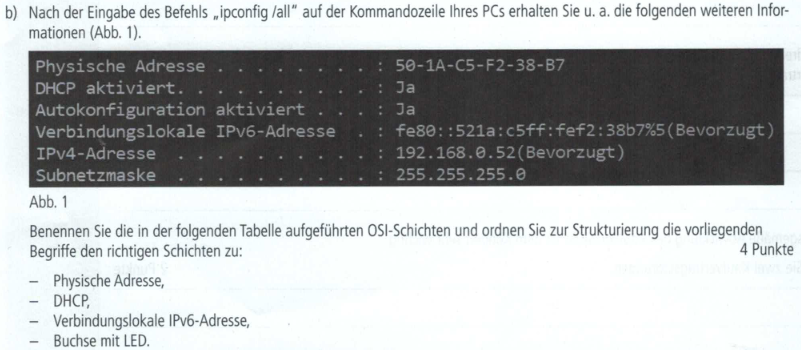 b) Nach der Eingabe des Befehls „ipconfig /all" auf der Kommandozeile Ihres PCs erhalten Sie u. a. die folgenden weiteren Infor-
mationen (Abb. 1).
Physische Adresse . . . . . . . . . : 50-1A-C5-F2-38-B7
DHCP aktiviert. . . . . . . . . . : Ja
Autokonfiguration aktiviert . . . : Ja
Verbindungslokale IPv6-Adresse . : fe80::521a:c5ff:fef2:38b7%5(Bevorzugt)
IPv4-Adresse . . . . . . . . . . : 192.168.0.52(Bevorzugt)
Subnetzmaske . . . . . . . . . . : 255.255.255.0
Abb. 1
Benennen Sie die in der folgenden Tabelle aufgeführten OSI-Schichten und ordnen Sie zur Strukturierung die vorliegenden
Begriffe den richtigen Schichten zu: 4 Punkte
– Physische Adresse,
– DHCP,
– Verbindungslokale IPv6-Adresse,
– Buchse mit LED.